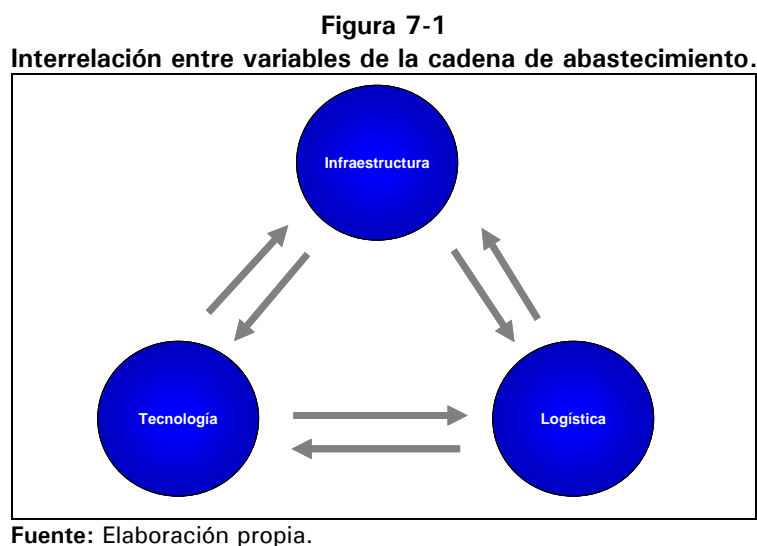 Figura 7-1
Interrelación entre variables de la cadena de abastecimiento.
Infraestructura
Tecnología
Logística
Fuente: Elaboración propia.